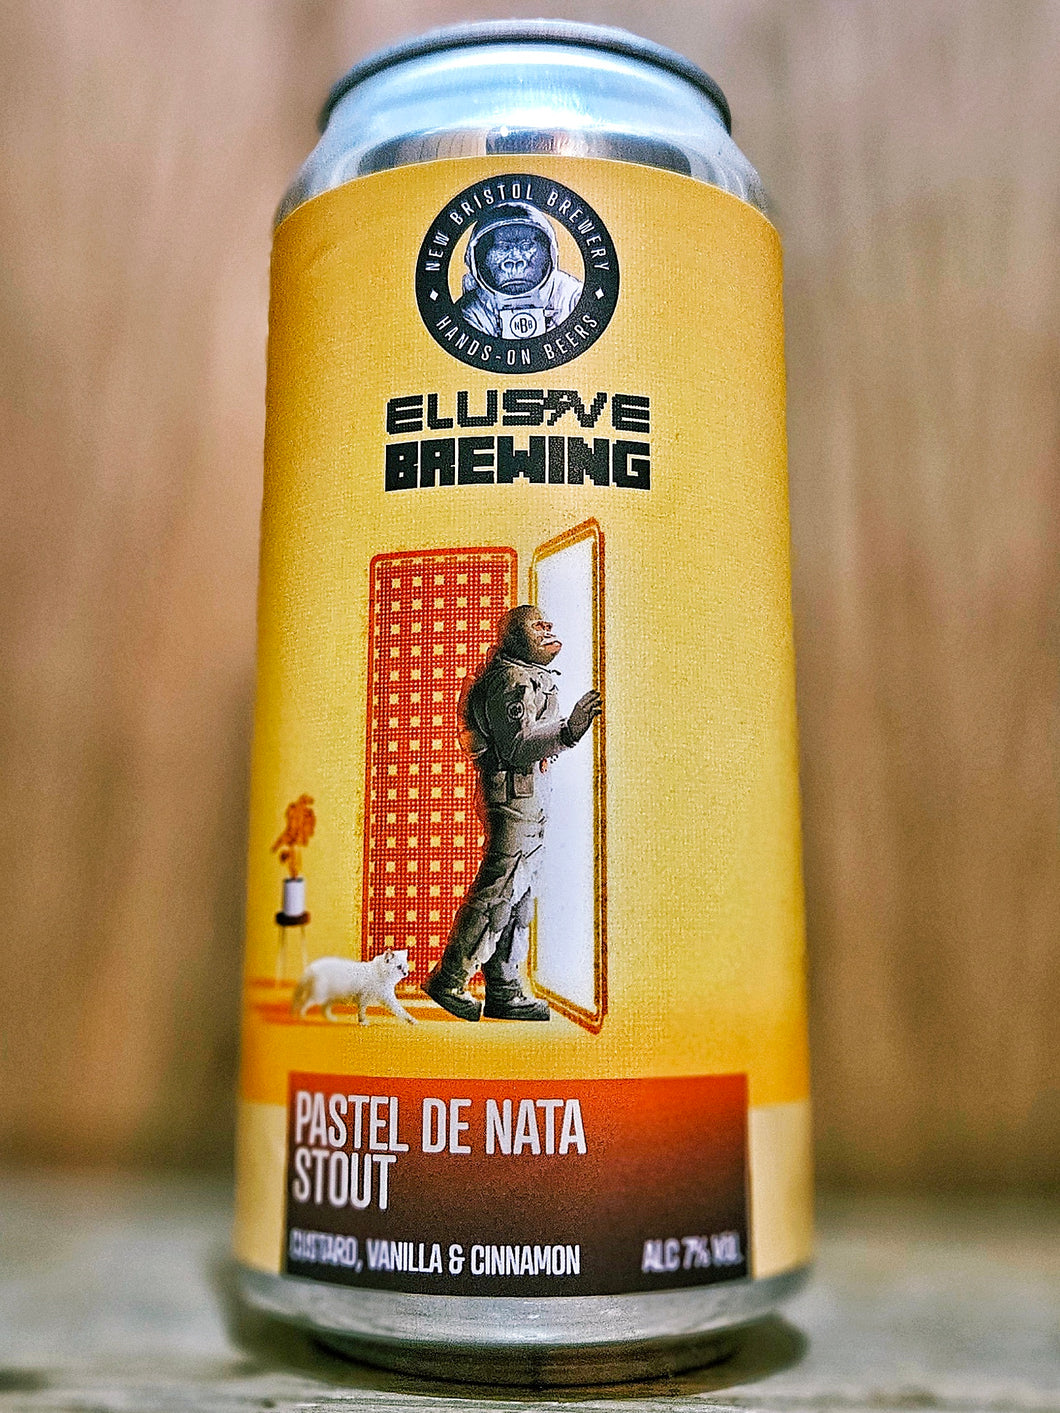 NEW BRISTOL BREWERY
HANDS-ON BEERS
NBB
ELUSIVE
BREWING
PASTEL DE NATA
STOUT
CUSTARD, VANILLA & CINNAMON
ALC 7% VOL